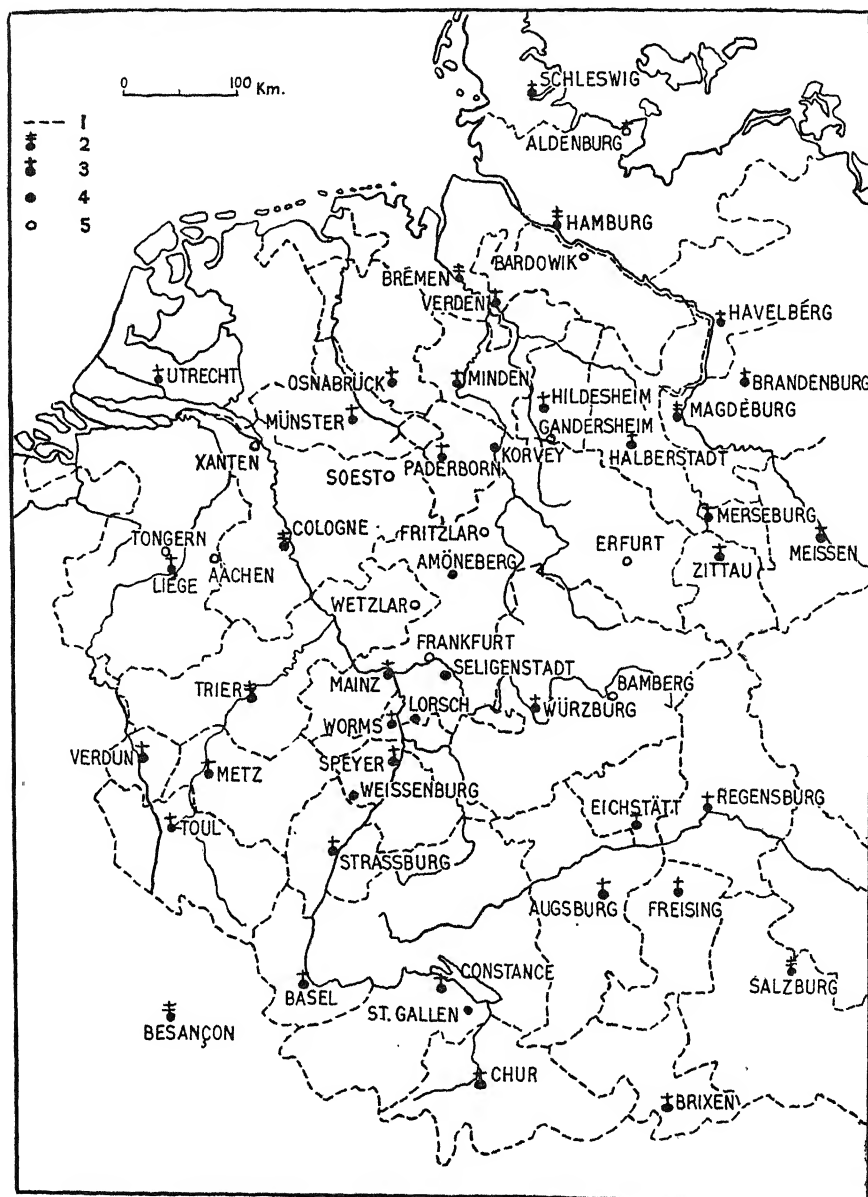 0 100 Km.
1
2
3
4
5
SCHLESWIG
ALDENBURG
HAMBURG
BARDOWIK
BRĖMEN
VERDEN
HAVELBÉRG
UTRECHT
OSNABRÜCK
MINDEN
BRANDENBURG
HILDESHEIM
MAGDÉBURG
MÜNSTER
GANDERSHEIM
XANTEN
PADERBORN
KORVEY
HALBERSTADT
SOEST
MERSEBURG
COLOGNE
FRITZLAR
TONGERN
ERFURT
MEISSEN
LIEGE
AACHEN
AMÖNEBERG
ZITTAU
WETZLAR
FRANKFURT
SELIGENSTADT
TRIER
MAINZ
BAMBERG
LORSCH
WÜRZBURG
WORMS
VERDUN
SPEYER
METZ
WEISSENBURG
REGENSBURG
EICHSTÄTT
TOUL
STRASSBURG
AUGSBURG
FREISING
CONSTANCE
BASEL
SALZBURG
ST. GALLEN
BESANÇON
CHUR
BRIXEN